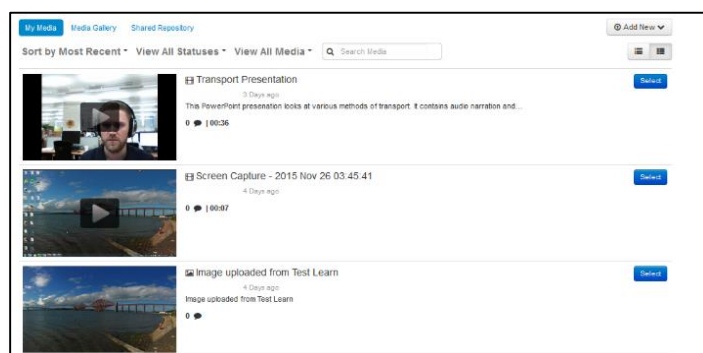 My Media Media Gallery Shared Repository Add New
Sort by Most Recent View All Statuses View All Media Search Media
Transport Presentation Select
3 Days ago
This PowerPoint presenation looks at various methods of transport. It contains audio narration and...
0 | 00:36
Screen Capture - 2015 Nov 26 03:45:41 Select
4 Days ago
0 | 00:07
Image uploaded from Test Learn Select
4 Days ago
Image uploaded from Test Learn
0